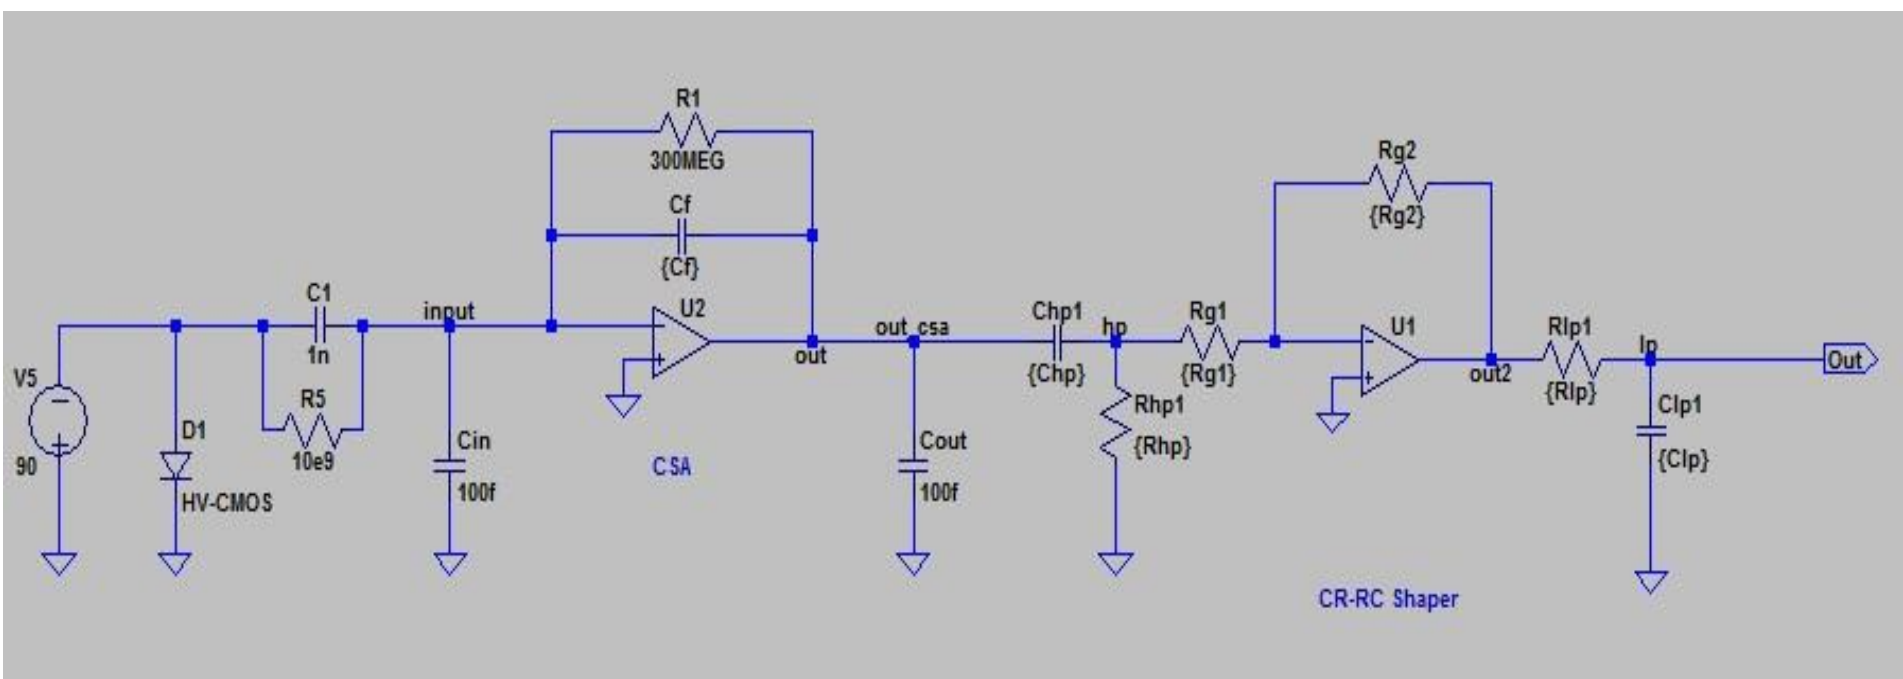 R1
300MEG
Cf
{Cf}
Rg2
{Rg2}
C1
1n
input
U2
out
out_csa
Chp1
{Chp}
hp
Rg1
{Rg1}
U1
out2
Rlp1
{Rlp}
lp
Out
V5
90
D1
HV-CMOS
R5
10e9
Cin
100f
CSA
Cout
100f
Rhp1
{Rhp}
Clp1
{Clp}
CR-RC Shaper